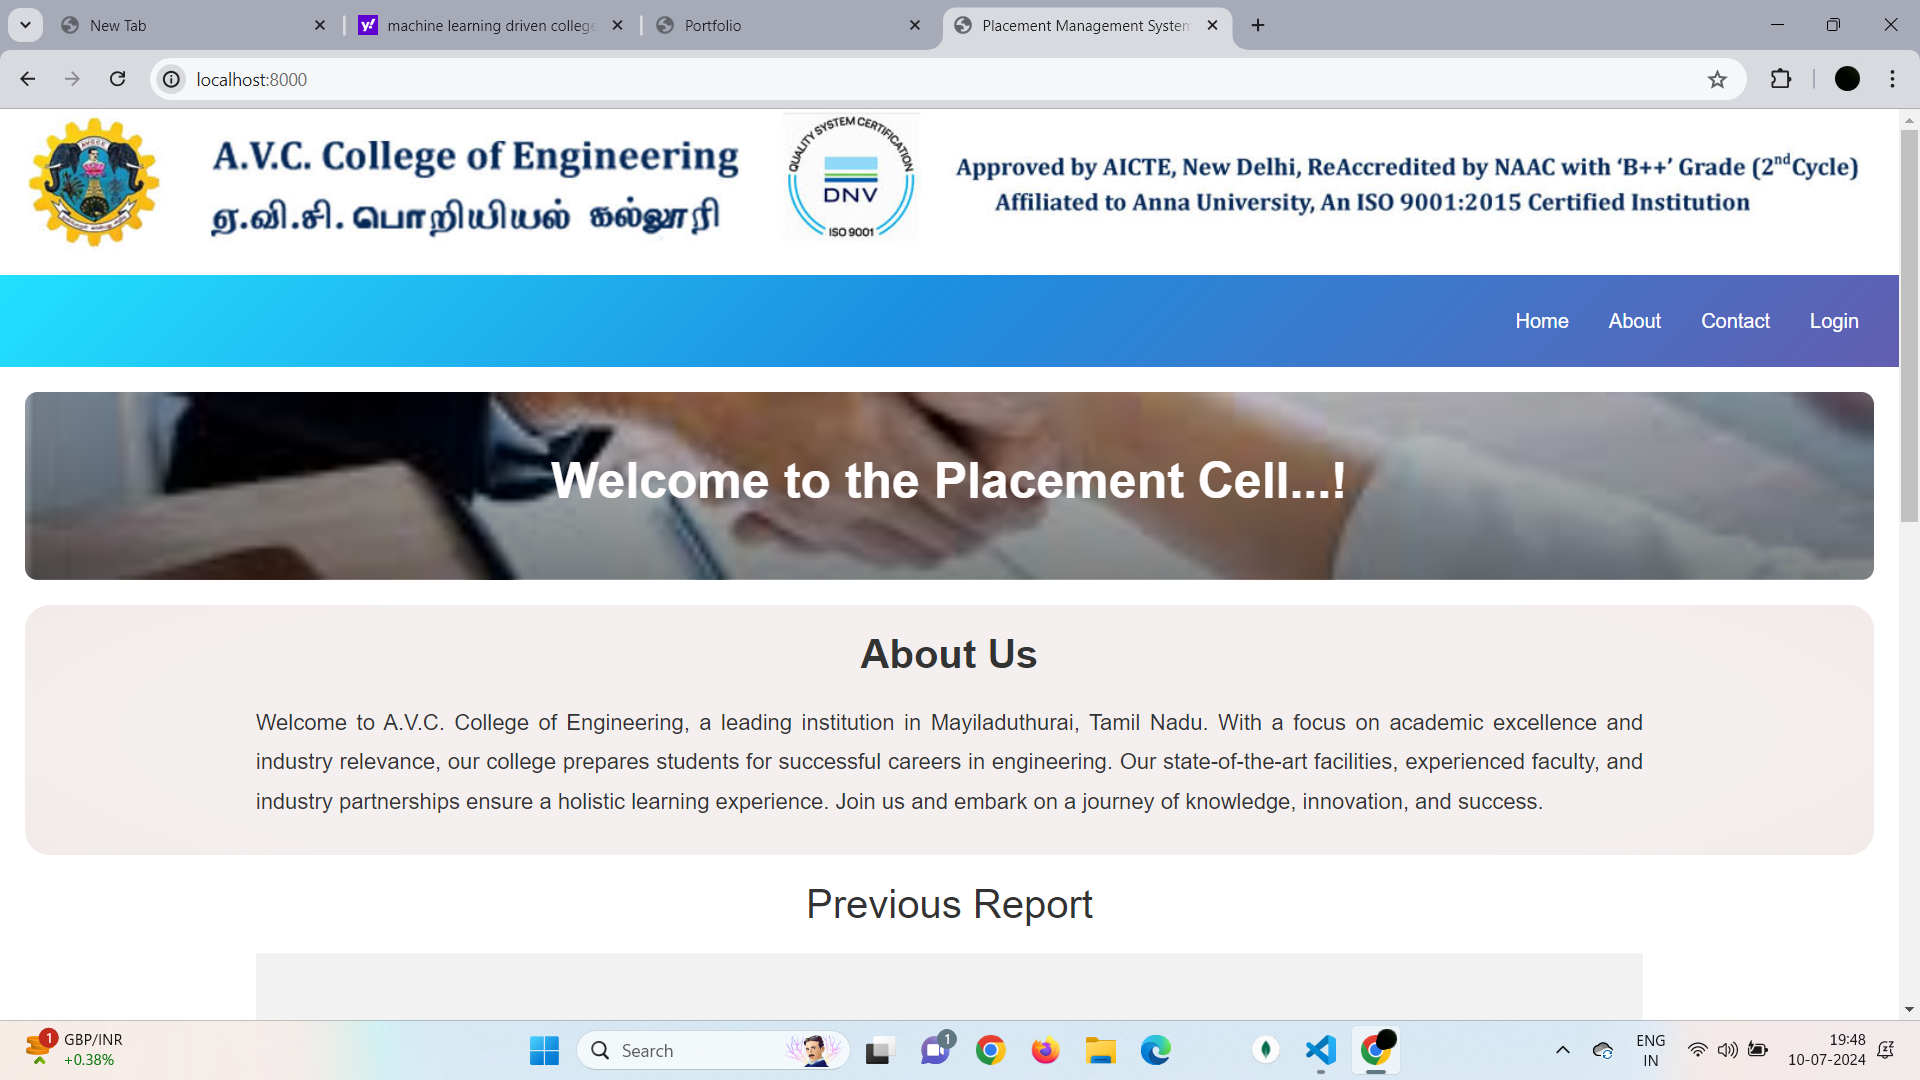 New Tab
machine learning driven college
Portfolio
Placement Management System
localhost:8000
A.V.C. College of Engineering
ஏ.வி.சி. பொறியியல் கல்லூரி
QUALITY SYSTEM CERTIFICATION
DNV
ISO 9001
Approved by AICTE, New Delhi, ReAccredited by NAAC with ‘B++’ Grade (2nd Cycle)
Affiliated to Anna University, An ISO 9001:2015 Certified Institution
Home
About
Contact
Login
Welcome to the Placement Cell...!
About Us
Welcome to A.V.C. College of Engineering, a leading institution in Mayiladuthurai, Tamil Nadu. With a focus on academic excellence and
industry relevance, our college prepares students for successful careers in engineering. Our state-of-the-art facilities, experienced faculty, and
industry partnerships ensure a holistic learning experience. Join us and embark on a journey of knowledge, innovation, and success.
Previous Report
1
GBP/INR
+0.38%
Search
1
ENG
IN
19:48
10-07-2024